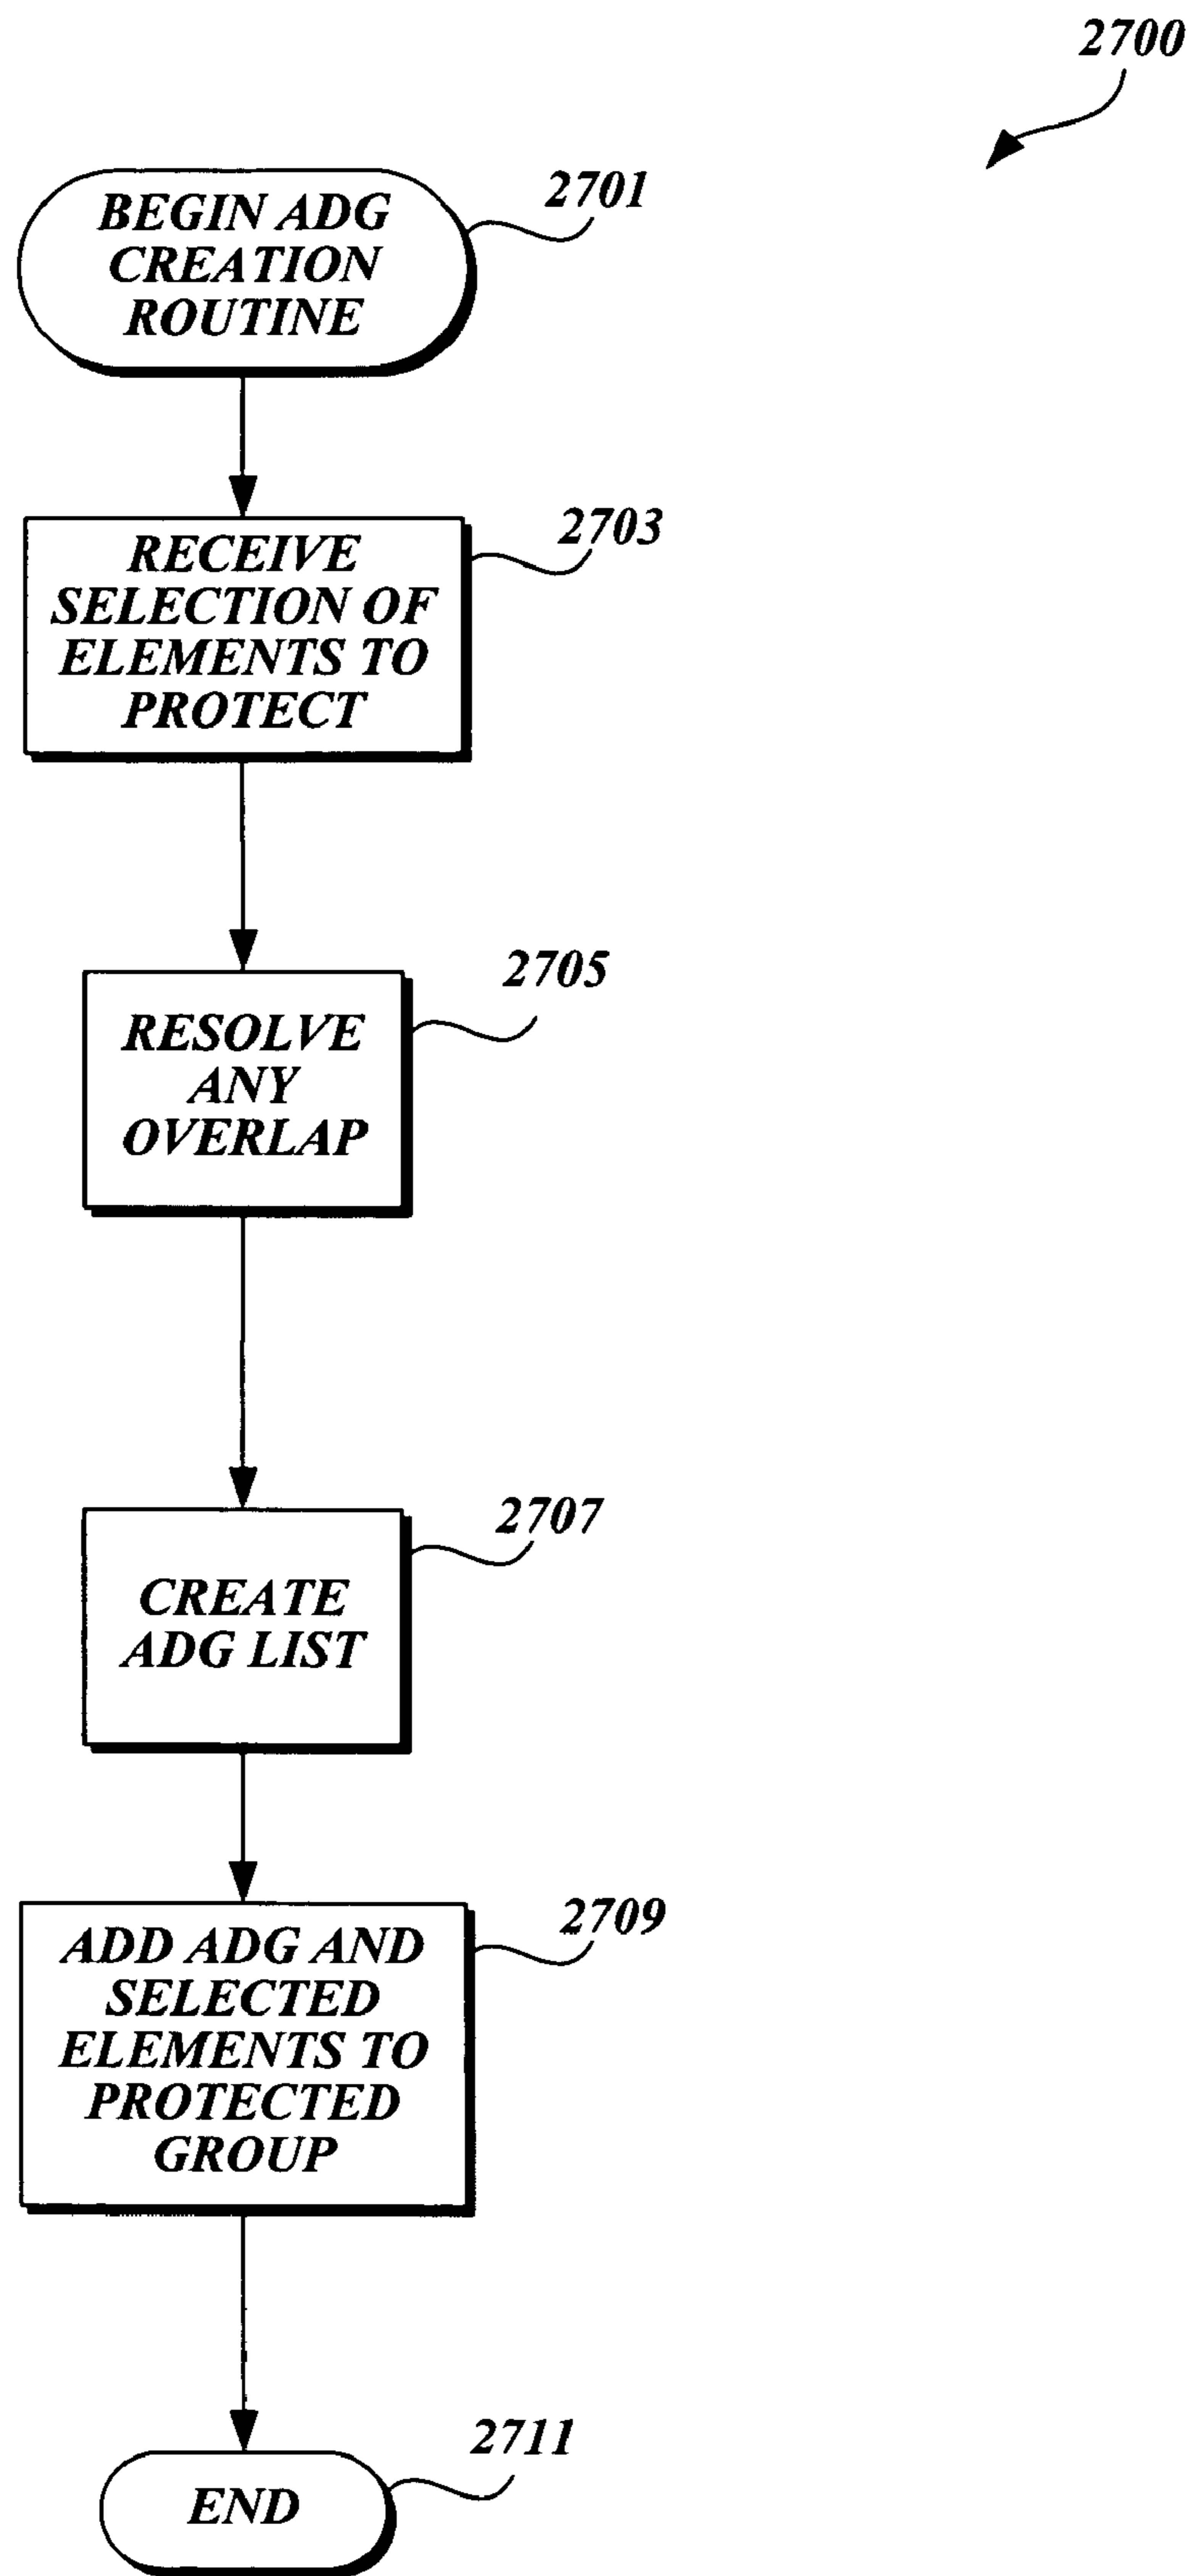 2700
2701
BEGIN ADG
CREATION
ROUTINE
2703
RECEIVE
SELECTION OF
ELEMENTS TO
PROTECT
2705
RESOLVE
ANY
OVERLAP
2707
CREATE
ADG LIST
2709
ADD ADG AND
SELECTED
ELEMENTS TO
PROTECTED
GROUP
2711
END